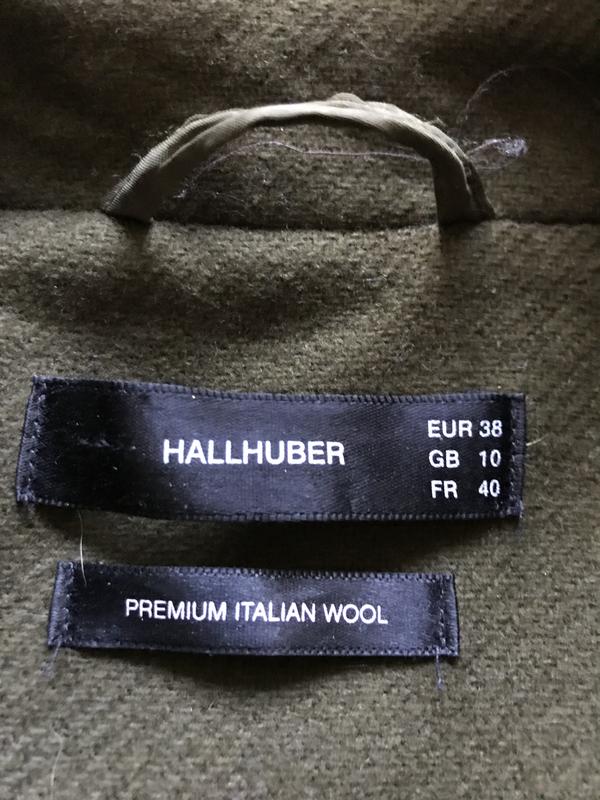 HALLHUBER
EUR 38
GB 10
FR 40
PREMIUM ITALIAN WOOL